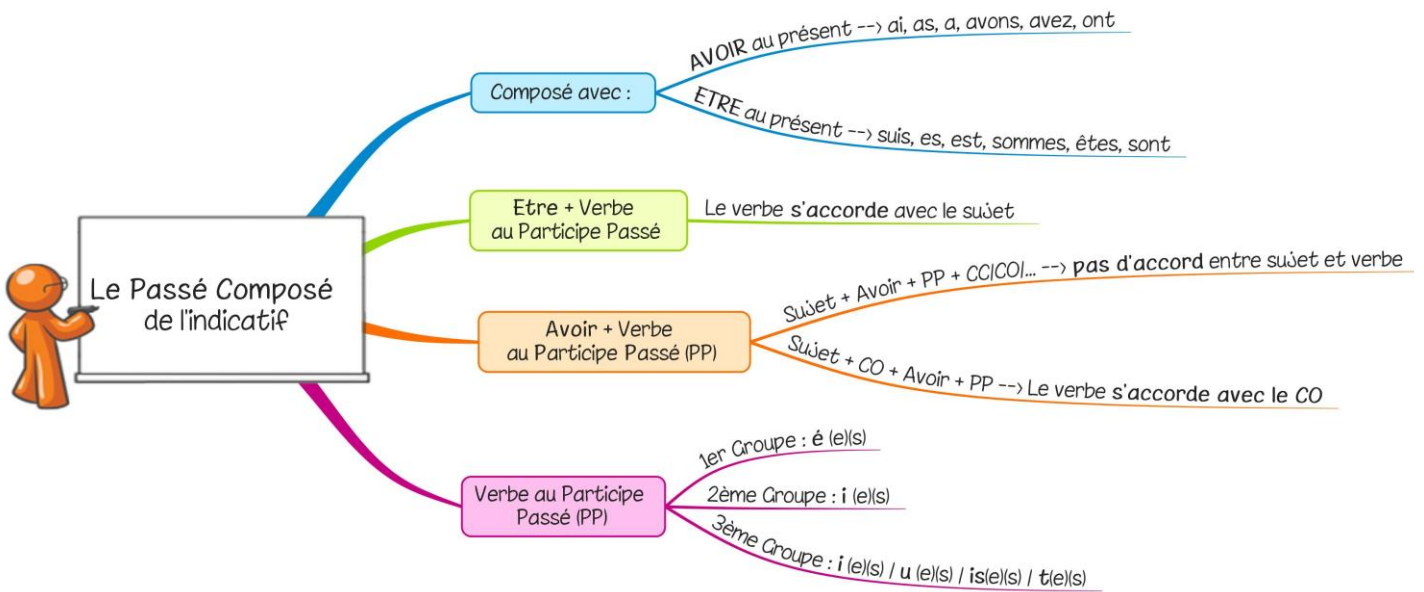 Le Passé Composé
de l'indicatif
Composé avec :
AVOIR au présent --> ai, as, a, avons, avez, ont
ETRE au présent --> suis, es, est, sommes, êtes, sont
Etre + Verbe
au Participe Passé
Le verbe s'accorde avec le sujet
Avoir + Verbe
au Participe Passé (PP)
Sujet + Avoir + PP + CC|CO|... --> pas d'accord entre sujet et verbe
Sujet + CO + Avoir + PP --> Le verbe s'accorde avec le CO
Verbe au Participe
Passé (PP)
1er Groupe : é (e)(s)
2ème Groupe : i (e)(s)
3ème Groupe : i (e)(s) / u (e)(s) / is(e)(s) / t(e)(s)